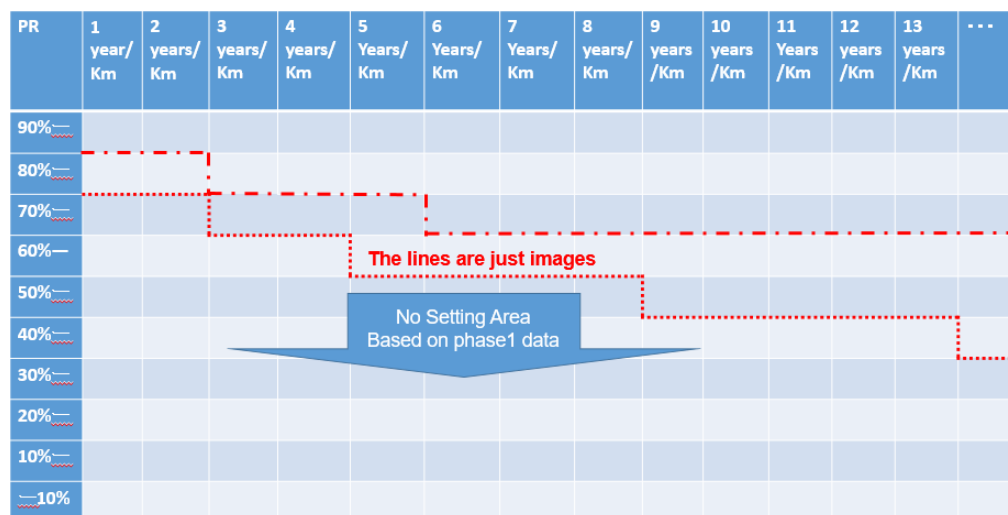 PR 1 year/ Km 2 years/ Km 3 years/ Km 4 years/ Km 5 Years/ Km 6 Years/ Km 7 Years/ Km 8 years/ Km 9 years /Km 10 years /Km 11 Years /Km 12 years /Km 13 years /Km ･･･
90%～
80%～
70%～
60%～
The lines are just images
50%～
No Setting Area
Based on phase1 data
40%～
30%～
20%～
10%～
～10%